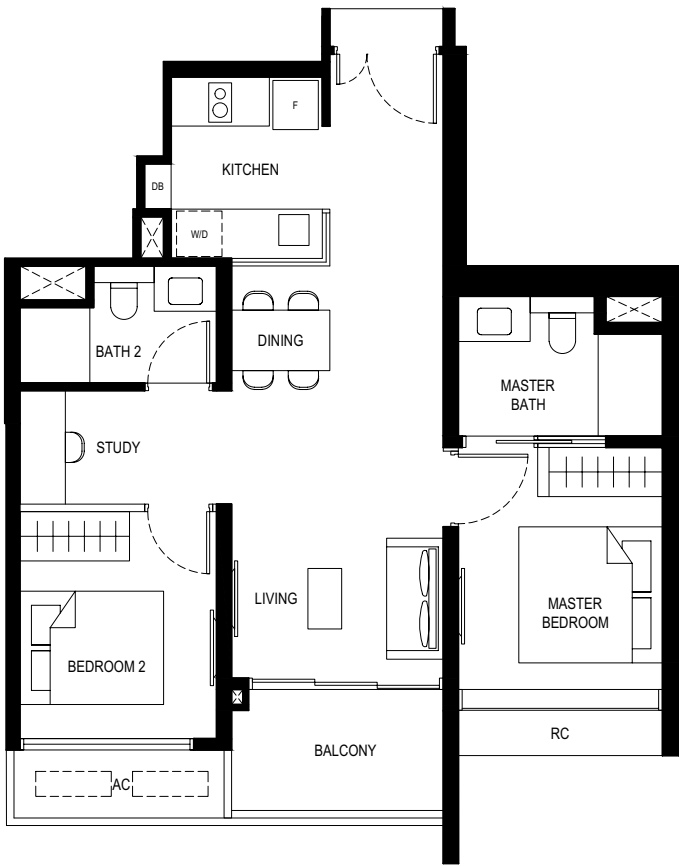 F
KITCHEN
DB
W/D
DINING
BATH 2
MASTER
BATH
STUDY
LIVING
MASTER
BEDROOM
BEDROOM 2
RC
BALCONY
AC